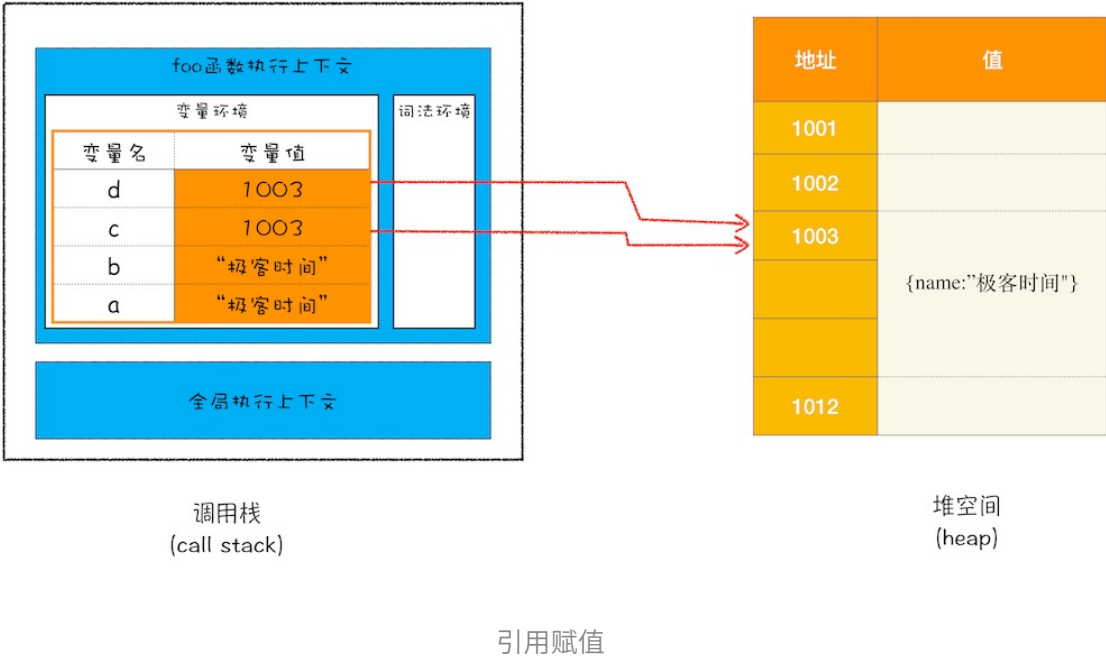 foo函数执行上下文
变量环境
词法环境
变量名 变量值
d 1003
c 1003
b “极客时间”
a “极客时间”
全局执行上下文
调用栈
(call stack)
地址 值
1001
1002
1003
{name:”极客时间"}
1012
堆空间
(heap)
引用赋值